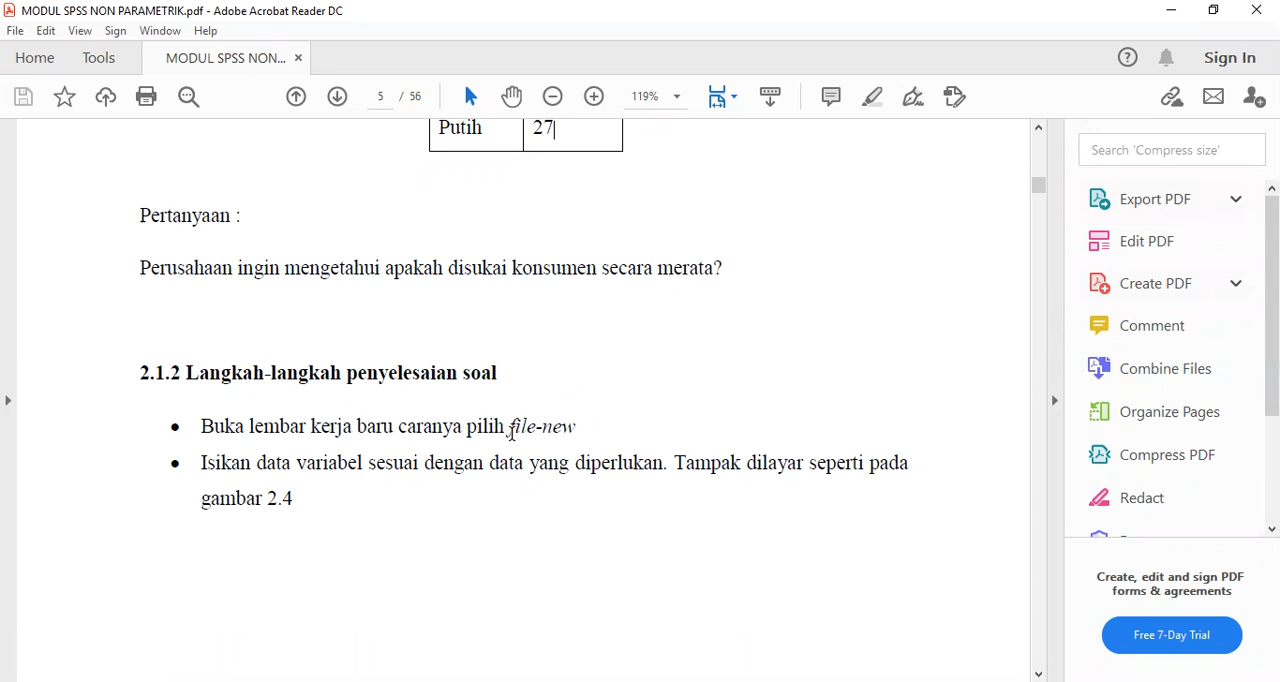 MODUL SPSS NON PARAMETRIK.pdf - Adobe Acrobat Reader DC
File Edit View Sign Window Help
Home Tools MODUL SPSS NON... × Sign In
5 / 56 119%
Putih 27
Pertanyaan :
Perusahaan ingin mengetahui apakah disukai konsumen secara merata?
2.1.2 Langkah-langkah penyelesaian soal
• Buka lembar kerja baru caranya pilih file-new
• Isikan data variabel sesuai dengan data yang diperlukan. Tampak dilayar seperti pada
gambar 2.4
Search 'Compress size'
Export PDF
Edit PDF
Create PDF
Comment
Combine Files
Organize Pages
Compress PDF
Redact
Create, edit and sign PDF
forms & agreements
Free 7-Day Trial